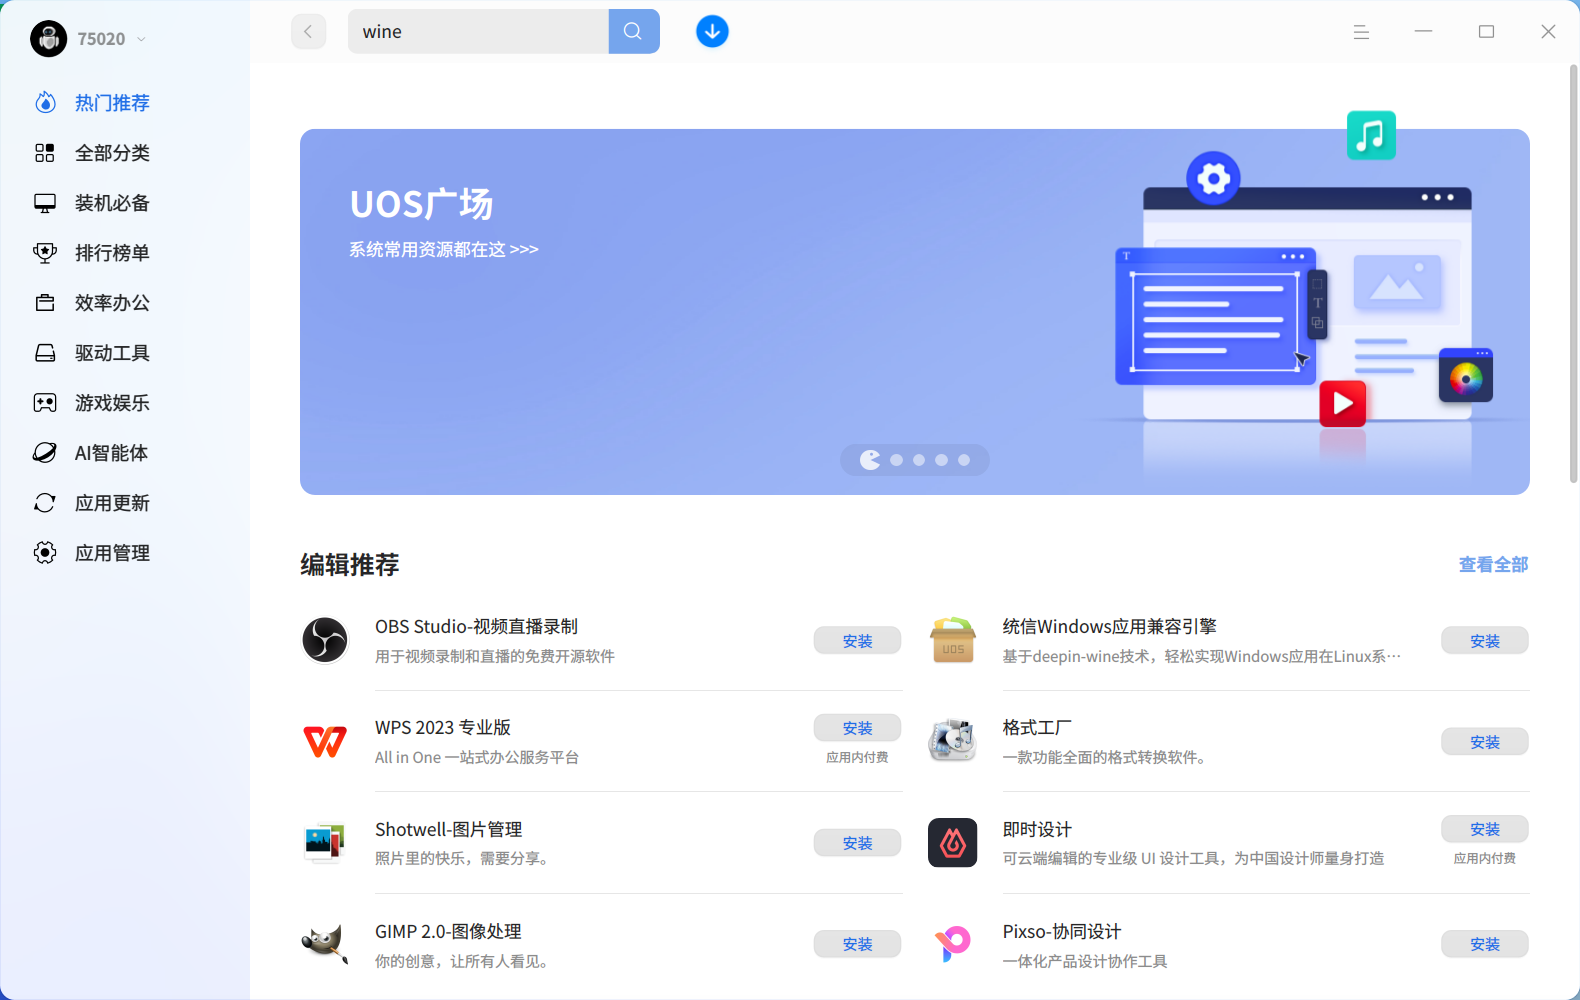 75020
wine
热门推荐
全部分类
装机必备
排行榜单
效率办公
驱动工具
游戏娱乐
AI智能体
应用更新
应用管理
UOS广场
系统常用资源都在这 >>>
T
T
编辑推荐
查看全部
OBS Studio-视频直播录制
用于视频录制和直播的免费开源软件
安装
UOS
统信Windows应用兼容引擎
基于deepin-wine技术，轻松实现Windows应用在Linux系…
安装
WPS 2023 专业版
All in One 一站式办公服务平台
安装
应用内付费
格式工厂
一款功能全面的格式转换软件。
安装
Shotwell-图片管理
照片里的快乐，需要分享。
安装
即时设计
可云端编辑的专业级 UI 设计工具，为中国设计师量身打造
安装
应用内付费
GIMP 2.0-图像处理
你的创意，让所有人看见。
安装
Pixso-协同设计
一体化产品设计协作工具
安装